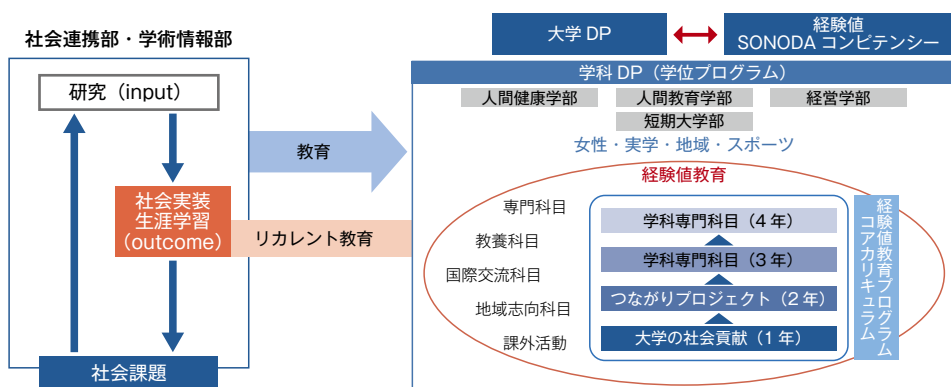 社会連携部・学術情報部
研究（input）
社会実装
生涯学習
（outcome）
社会課題
教育
リカレント教育
大学 DP
経験値
SONODA コンピテンシー
学科 DP（学位プログラム）
人間健康学部
人間教育学部
経営学部
短期大学部
女性・実学・地域・スポーツ
経験値教育
専門科目
教養科目
国際交流科目
地域志向科目
課外活動
学科専門科目（4 年）
学科専門科目（3 年）
つながりプロジェクト（2 年）
大学の社会貢献（1 年）
経験値教育プログラム
コアカリキュラム